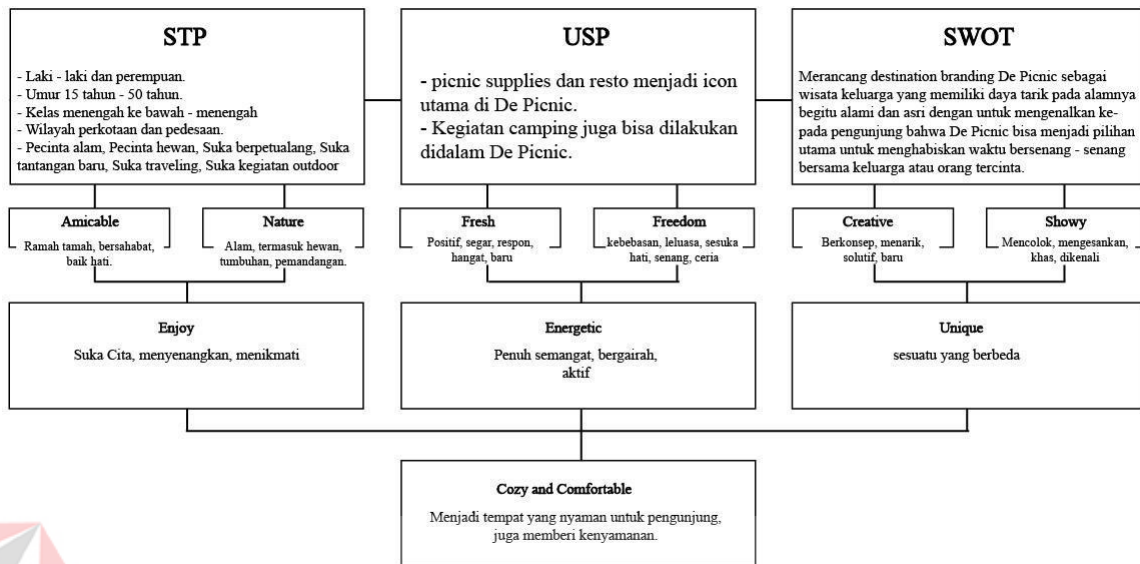 STP
- Laki - laki dan perempuan.
- Umur 15 tahun - 50 tahun.
- Kelas menengah ke bawah - menengah
- Wilayah perkotaan dan pedesaan.
- Pecinta alam, Pecinta hewan, Suka berpetualang, Suka
tantangan baru, Suka traveling, Suka kegiatan outdoor
USP
- picnic supplies dan resto menjadi icon
utama di De Picnic.
- Kegiatan camping juga bisa dilakukan
didalam De Picnic.
SWOT
Merancang destination branding De Picnic sebagai
wisata keluarga yang memiliki daya tarik pada alamnya
begitu alami dan asri dengan untuk mengenalkan ke-
pada pengunjung bahwa De Picnic bisa menjadi pilihan
utama untuk menghabiskan waktu bersenang - senang
bersama keluarga atau orang tercinta.
Amicable
Ramah tamah, bersahabat,
baik hati.
Nature
Alam, termasuk hewan,
tumbuhan, pemandangan.
Fresh
Positif, segar, respon,
hangat, baru
Freedom
kebebasan, leluasa, sesuka
hati, senang, ceria
Creative
Berkonsep, menarik,
solutif, baru
Showy
Mencolok, mengesankan,
khas, dikenali
Enjoy
Suka Cita, menyenangkan, menikmati
Energetic
Penuh semangat, bergairah,
aktif
Unique
sesuatu yang berbeda
Cozy and Comfortable
Menjadi tempat yang nyaman untuk pengunjung,
juga memberi kenyamanan.